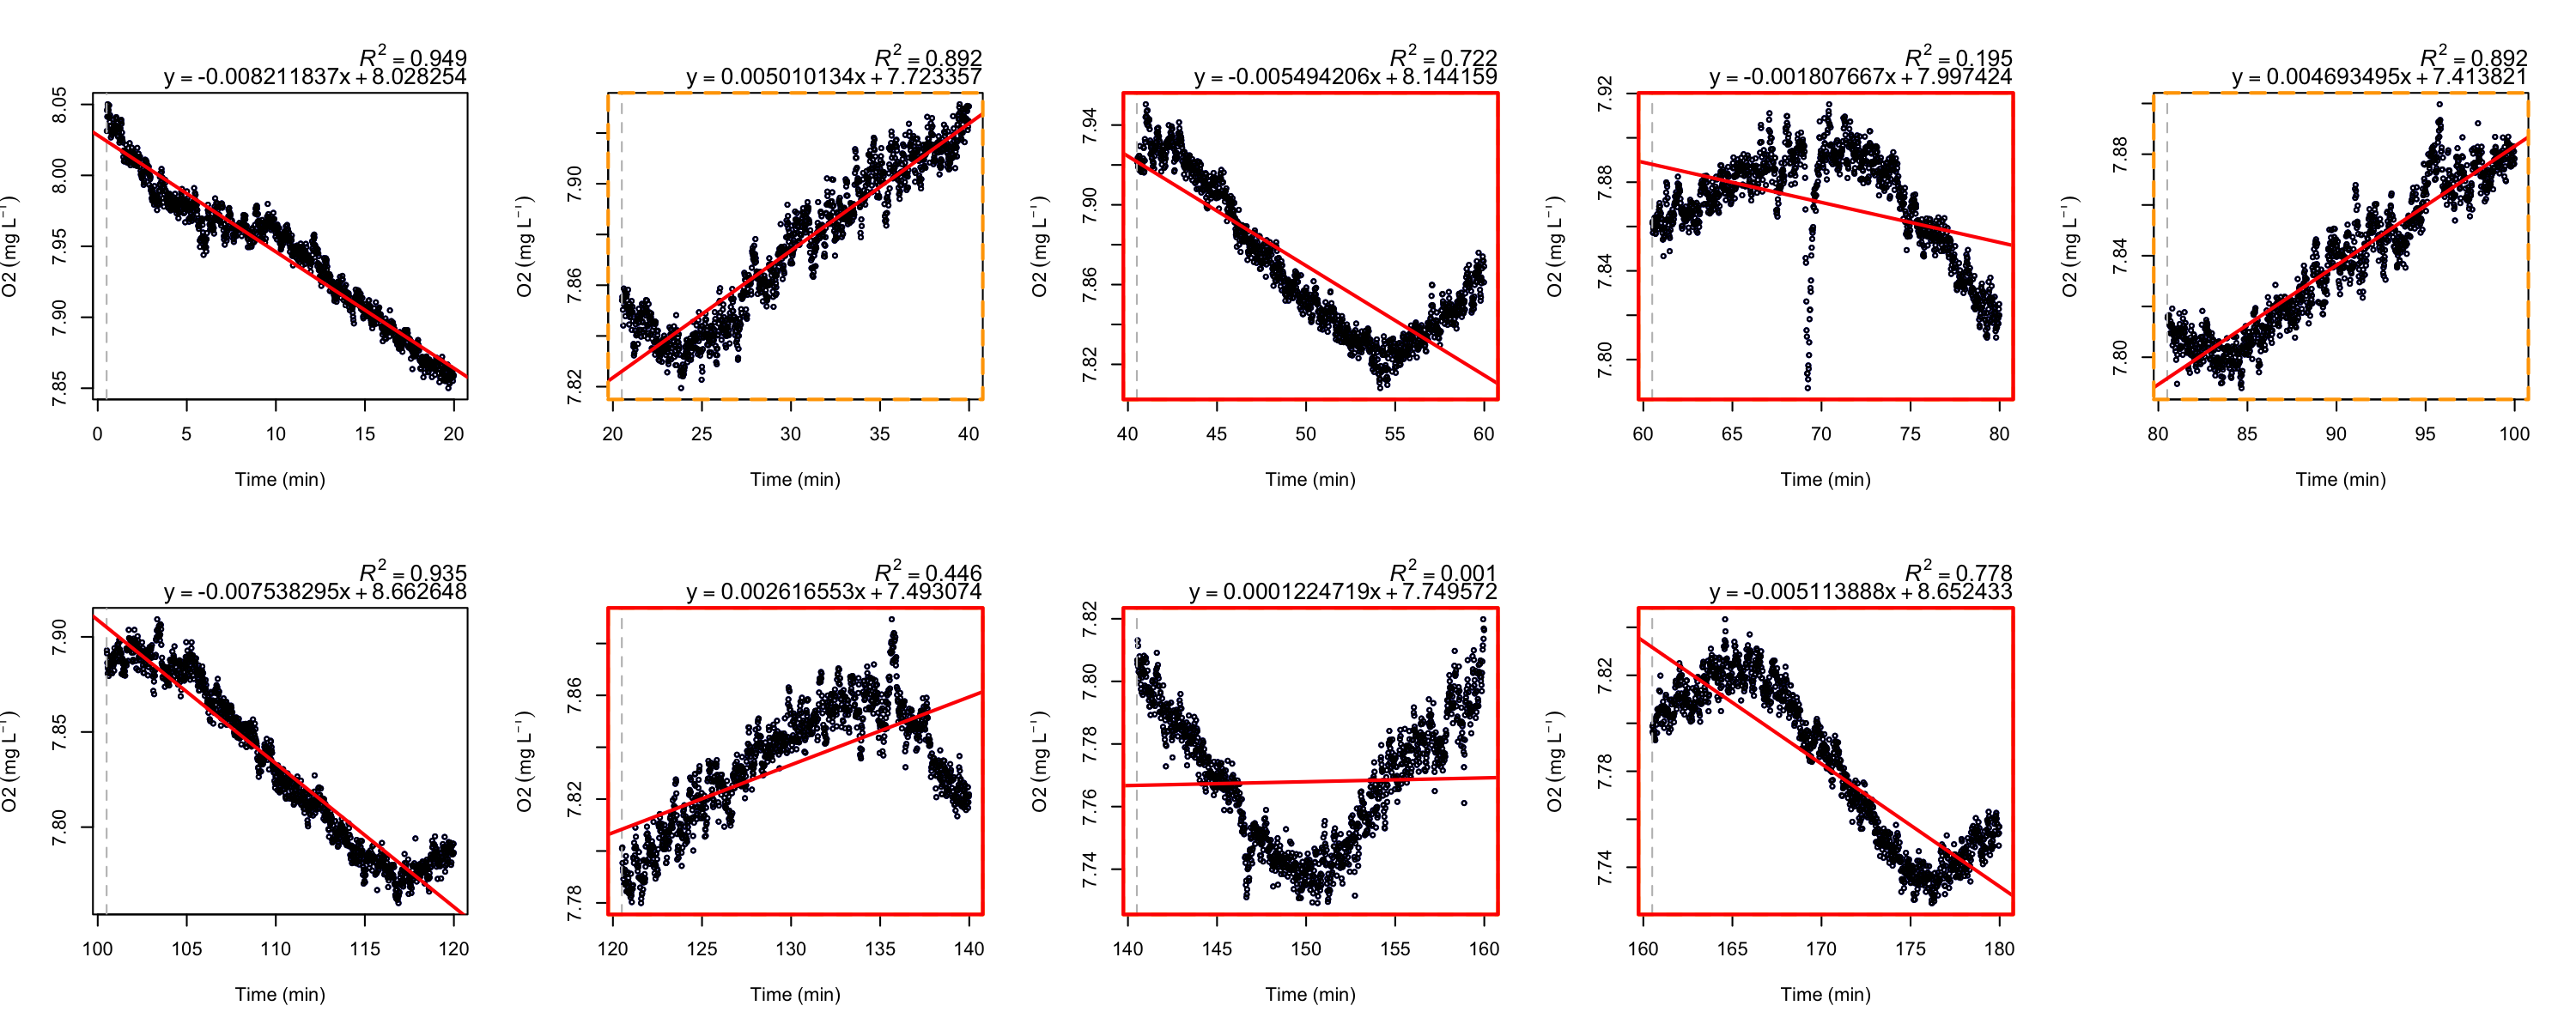 R² = 0.949
y = -0.008211837x + 8.028254
O2 (mg L⁻¹)
8.05
8.00
7.95
7.90
7.85
0 5 10 15 20
Time (min)
R² = 0.892
y = 0.005010134x + 7.723357
O2 (mg L⁻¹)
7.90
7.86
7.82
20 25 30 35 40
Time (min)
R² = 0.722
y = -0.005494206x + 8.144159
O2 (mg L⁻¹)
7.94
7.90
7.86
7.82
40 45 50 55 60
Time (min)
R² = 0.195
y = -0.001807667x + 7.997424
O2 (mg L⁻¹)
7.92
7.88
7.84
7.80
60 65 70 75 80
Time (min)
R² = 0.892
y = 0.004693495x + 7.413821
O2 (mg L⁻¹)
7.88
7.84
7.80
80 85 90 95 100
Time (min)
R² = 0.935
y = -0.007538295x + 8.662648
O2 (mg L⁻¹)
7.90
7.85
7.80
100 105 110 115 120
Time (min)
R² = 0.446
y = 0.002616553x + 7.493074
O2 (mg L⁻¹)
7.86
7.82
7.78
120 125 130 135 140
Time (min)
R² = 0.001
y = 0.0001224719x + 7.749572
O2 (mg L⁻¹)
7.82
7.80
7.78
7.76
7.74
140 145 150 155 160
Time (min)
R² = 0.778
y = -0.005113888x + 8.652433
O2 (mg L⁻¹)
7.82
7.78
7.74
160 165 170 175 180
Time (min)